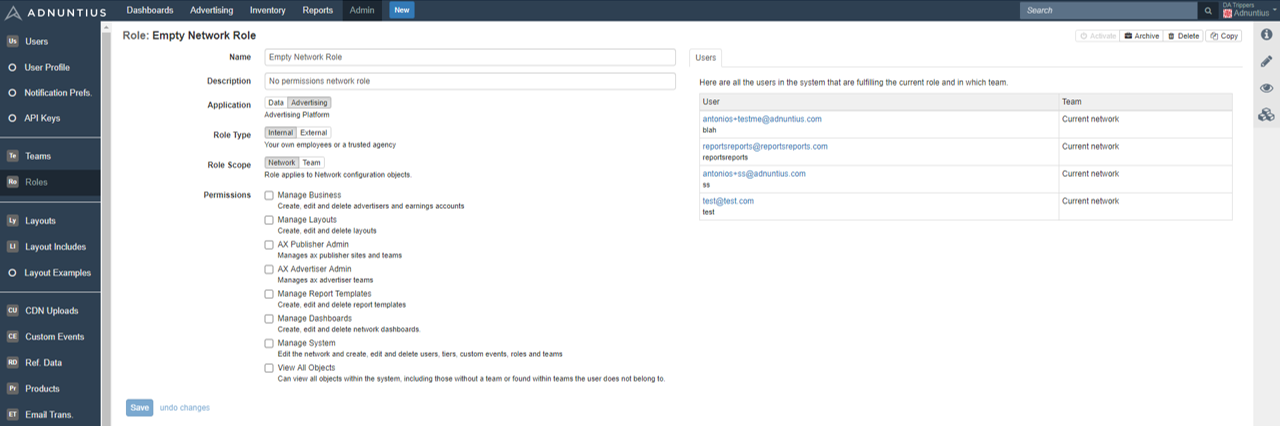 ADNUNTIUS
Dashboards Advertising Inventory Reports Admin New
Search
OA Trippers
Adnuntius
Us Users
User Profile
Notification Prefs.
API Keys
Te Teams
Ro Roles
Ly Layouts
LI Layout Includes
Layout Examples
CU CDN Uploads
CE Custom Events
RD Ref. Data
Pr Products
ET Email Trans.
Role: Empty Network Role
Activate Archive Delete Copy
Name Empty Network Role
Description No permissions network role
Application Data Advertising
Advertising Platform
Role Type Internal External
Your own employees or a trusted agency
Role Scope Network Team
Role applies to Network configuration objects.
Permissions Manage Business
Create, edit and delete advertisers and earnings accounts
Manage Layouts
Create, edit and delete layouts
AX Publisher Admin
Manages ax publisher sites and teams
AX Advertiser Admin
Manages ax advertiser teams
Manage Report Templates
Create, edit and delete report templates
Manage Dashboards
Create, edit and delete network dashboards.
Manage System
Edit the network and create, edit and delete users, tiers, custom events, roles and teams
View All Objects
Can view all objects within the system, including those without a team or found within teams the user does not belong to.
Save undo changes
Users
Here are all the users in the system that are fulfilling the current role and in which team.
User Team
antonios+testme@adnuntius.com Current network
blah
reportsreports@reportsreports.com Current network
reportsreports
antonios+ss@adnuntius.com Current network
ss
test@test.com Current network
test